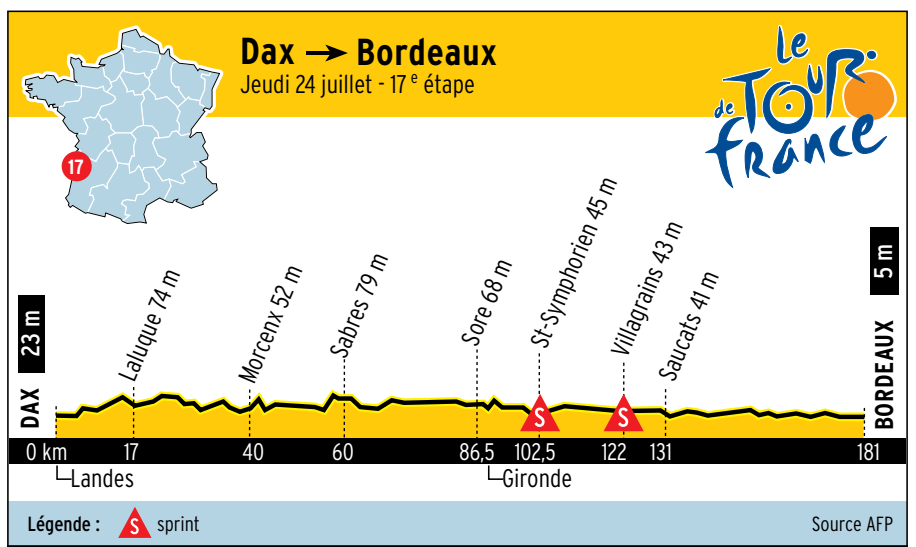 Dax → Bordeaux
Jeudi 24 juillet - 17e étape
Le
Tour
de
France
17
DAX
23 m
Laluque 74 m
Morcenx 52 m
Sabres 79 m
Sore 68 m
St-Symphorien 45 m
Villagrains 43 m
Saucats 41 m
5 m
BORDEAUX
S S
0 km 17 40 60 86,5 102,5 122 131 181
Landes Gironde
Légende : S sprint Source AFP